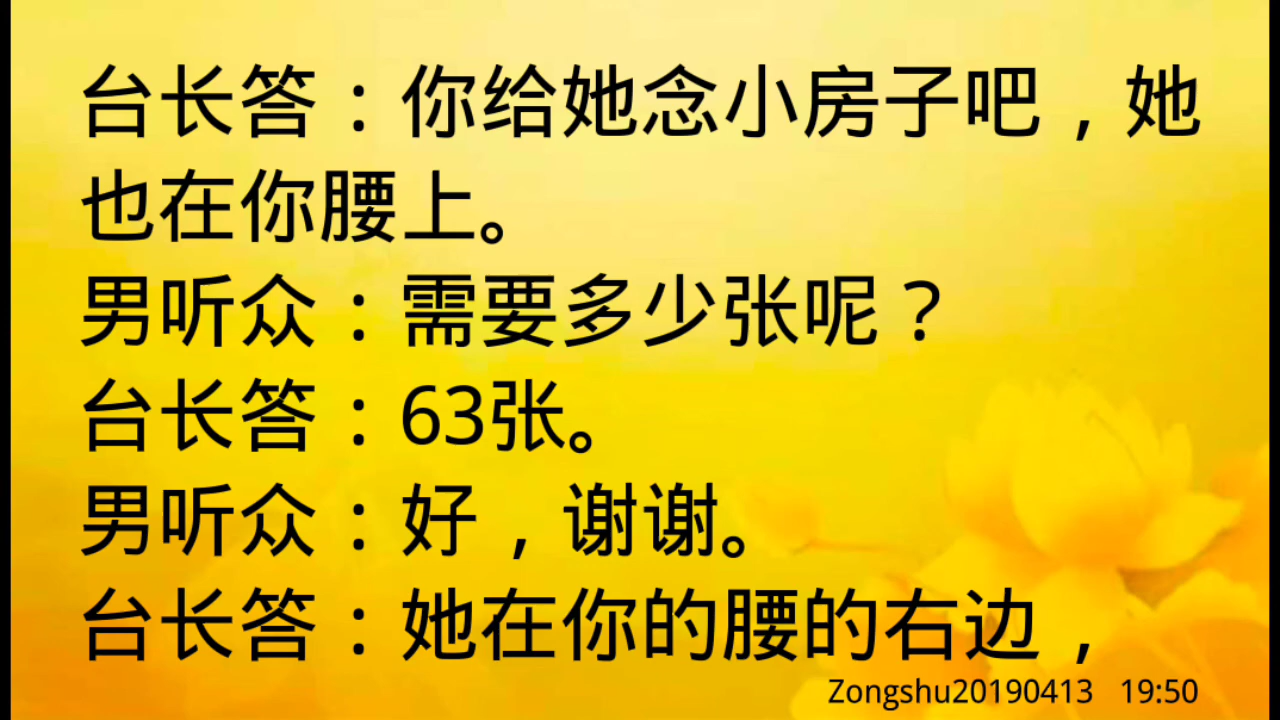 台长答：你给她念小房子吧，她
也在你腰上。
男听众：需要多少张呢？
台长答：63张。
男听众：好，谢谢。
台长答：她在你的腰的右边，
Zongshu20190413 19:50